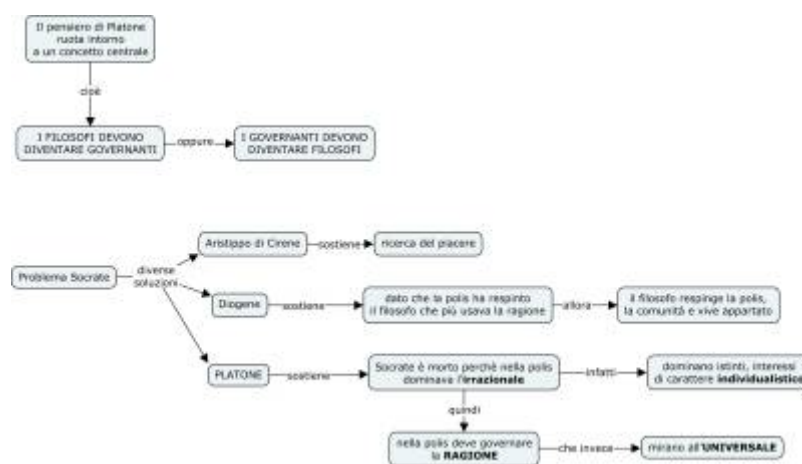 Il pensiero di Platone
ruota intorno
a un concetto centrale
cioè
I FILOSOFI DEVONO
DIVENTARE GOVERNANTI
oppure
I GOVERNANTI DEVONO
DIVENTARE FILOSOFI
Problema Socrate
diverse
soluzioni
Aristippo di Cirene
sostiene
ricerca del piacere
Diogene
sostiene
dato che la polis ha respinto
il filosofo che più usava la ragione
allora
il filosofo respinge la polis,
la comunità e vive appartato
PLATONE
sostiene
Socrate è morto perchè nella polis
dominava l'irrazionale
infatti
dominano istinti, interessi
di carattere individualistico
quindi
nella polis deve governare
la RAGIONE
che invece
mirano all'UNIVERSALE